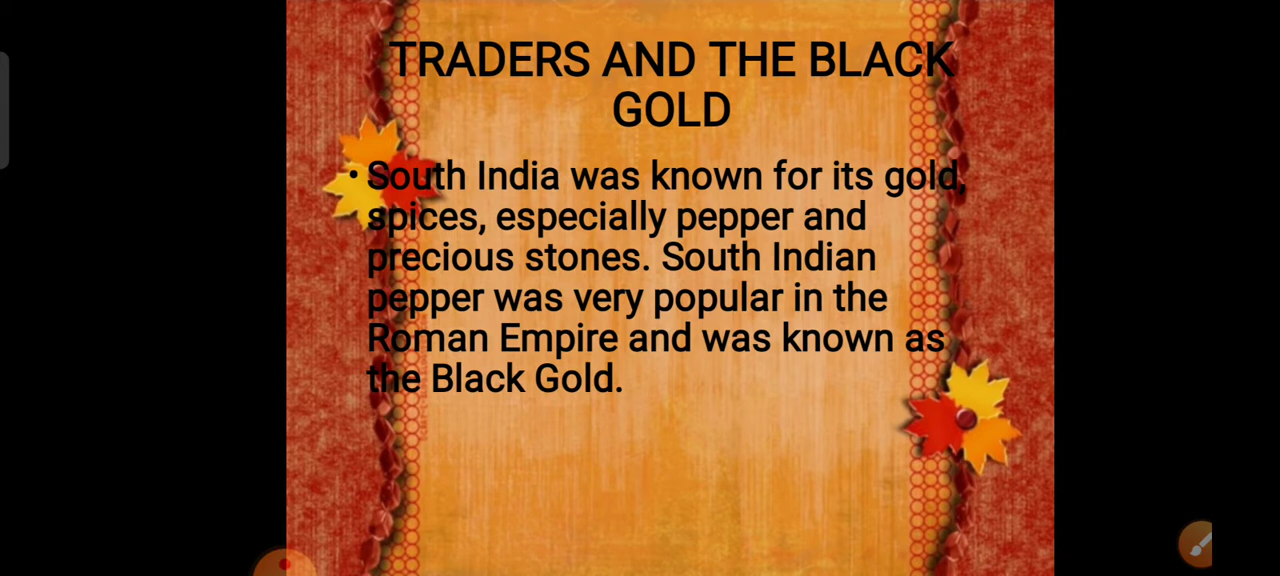 TRADERS AND THE BLACK
GOLD
• South India was known for its gold,
spices, especially pepper and
precious stones. South Indian
pepper was very popular in the
Roman Empire and was known as
the Black Gold.